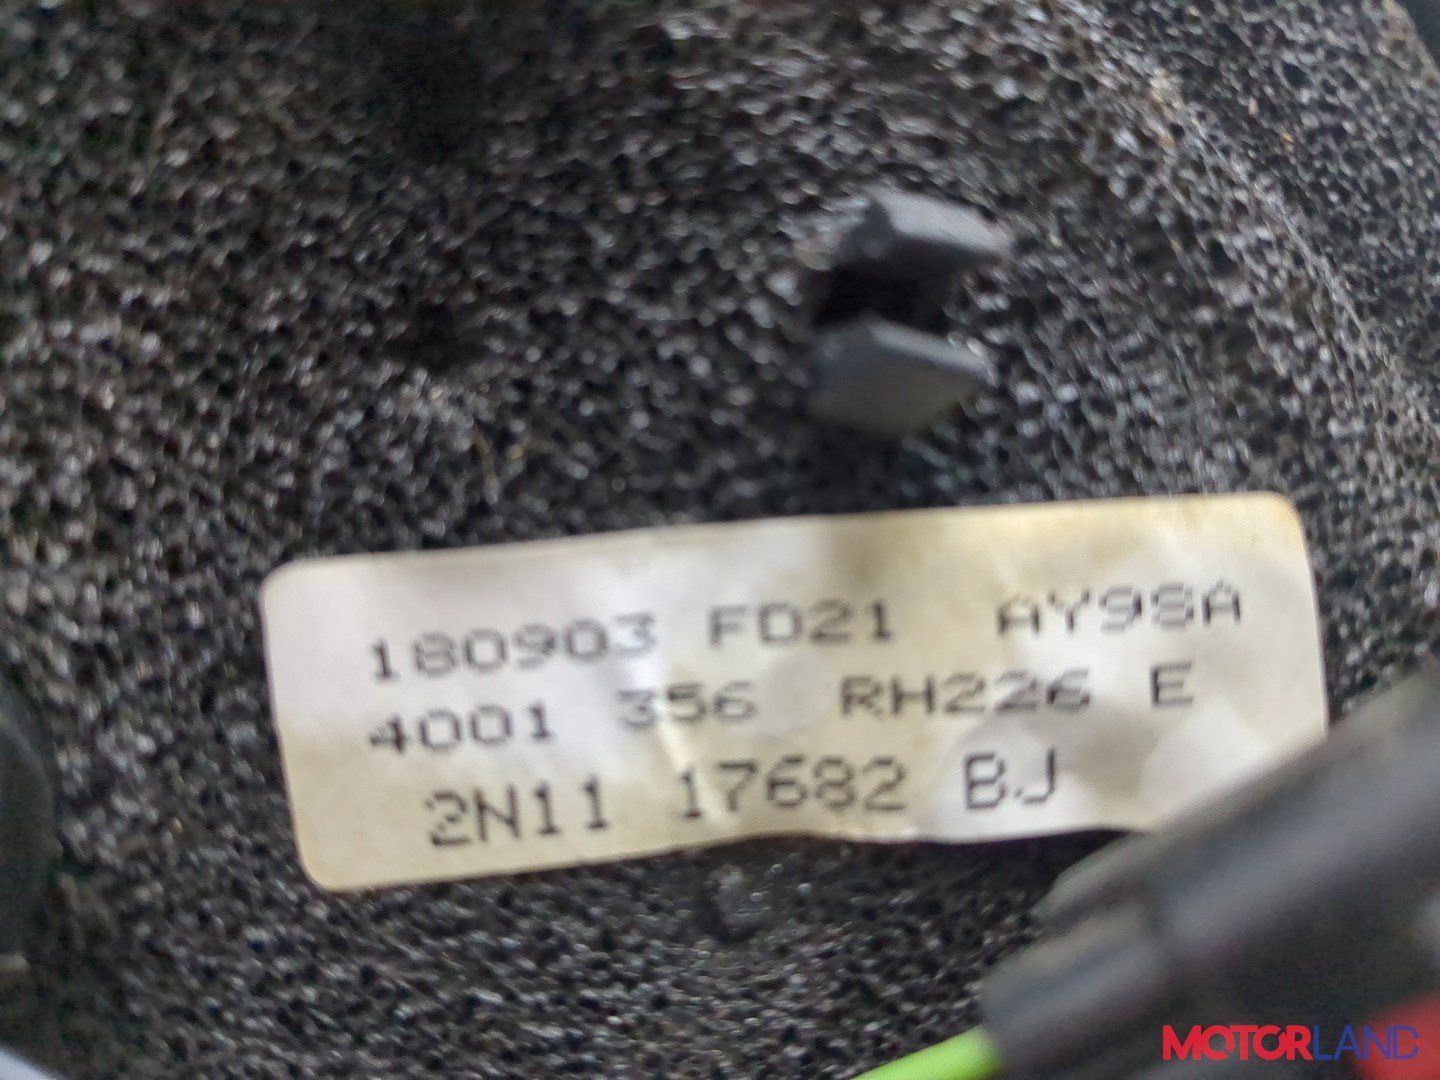 180903 FD21 AY98A
4001 356 RH226 E
2N11 17682 BJ
MOTORLAND